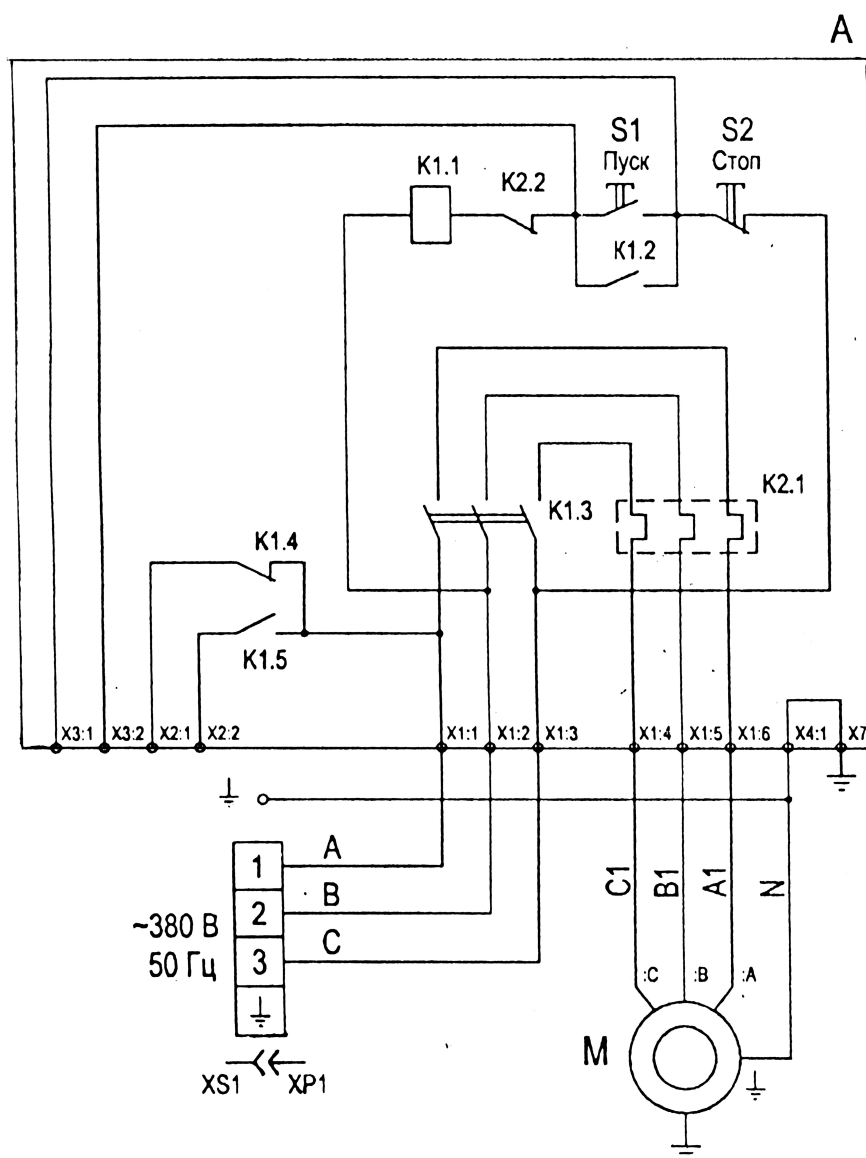 A
S1
Пуск
S2
Стоп
K1.1
K2.2
K1.2
K1.3
K2.1
K1.4
K1.5
X3:1 X3:2 X2:1 X2:2 X1:1 X1:2 X1:3 X1:4 X1:5 X1:6 X4:1 X7
1 A
2 B
3 C
~380 В
50 Гц
C1 B1 A1 N
:C :B :A
M
XS1 XP1